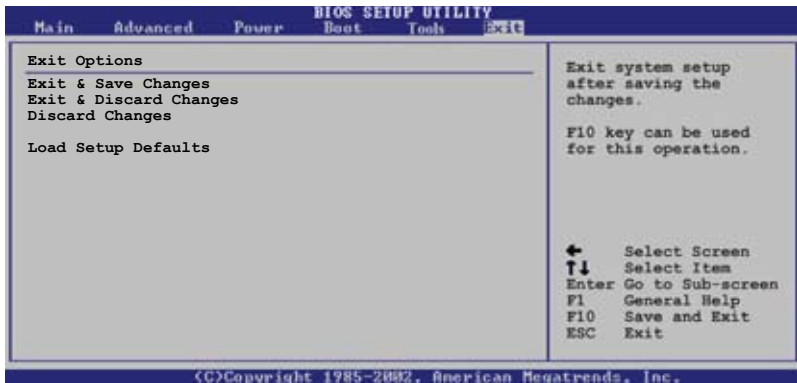 BIOS SETUP UTILITY
Main Advanced Power Boot Tools Exit
Exit Options
Exit & Save Changes
Exit & Discard Changes
Discard Changes
Load Setup Defaults
Exit system setup
after saving the
changes.
F10 key can be used
for this operation.
← Select Screen
↑↓ Select Item
Enter Go to Sub-screen
F1 General Help
F10 Save and Exit
ESC Exit
(C)Copyright 1985-2002, American Megatrends, Inc.